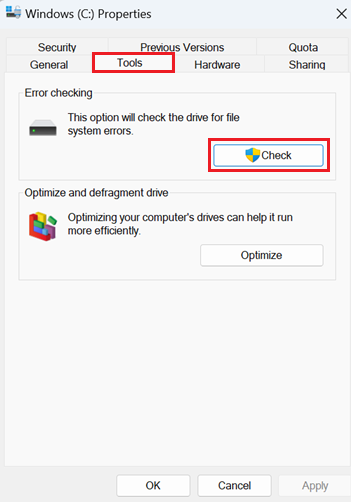 Windows (C:) Properties
Security Previous Versions Quota
General Tools Hardware Sharing
Error checking
This option will check the drive for file
system errors.
Check
Optimize and defragment drive
Optimizing your computer's drives can help it run
more efficiently.
Optimize
OK Cancel Apply